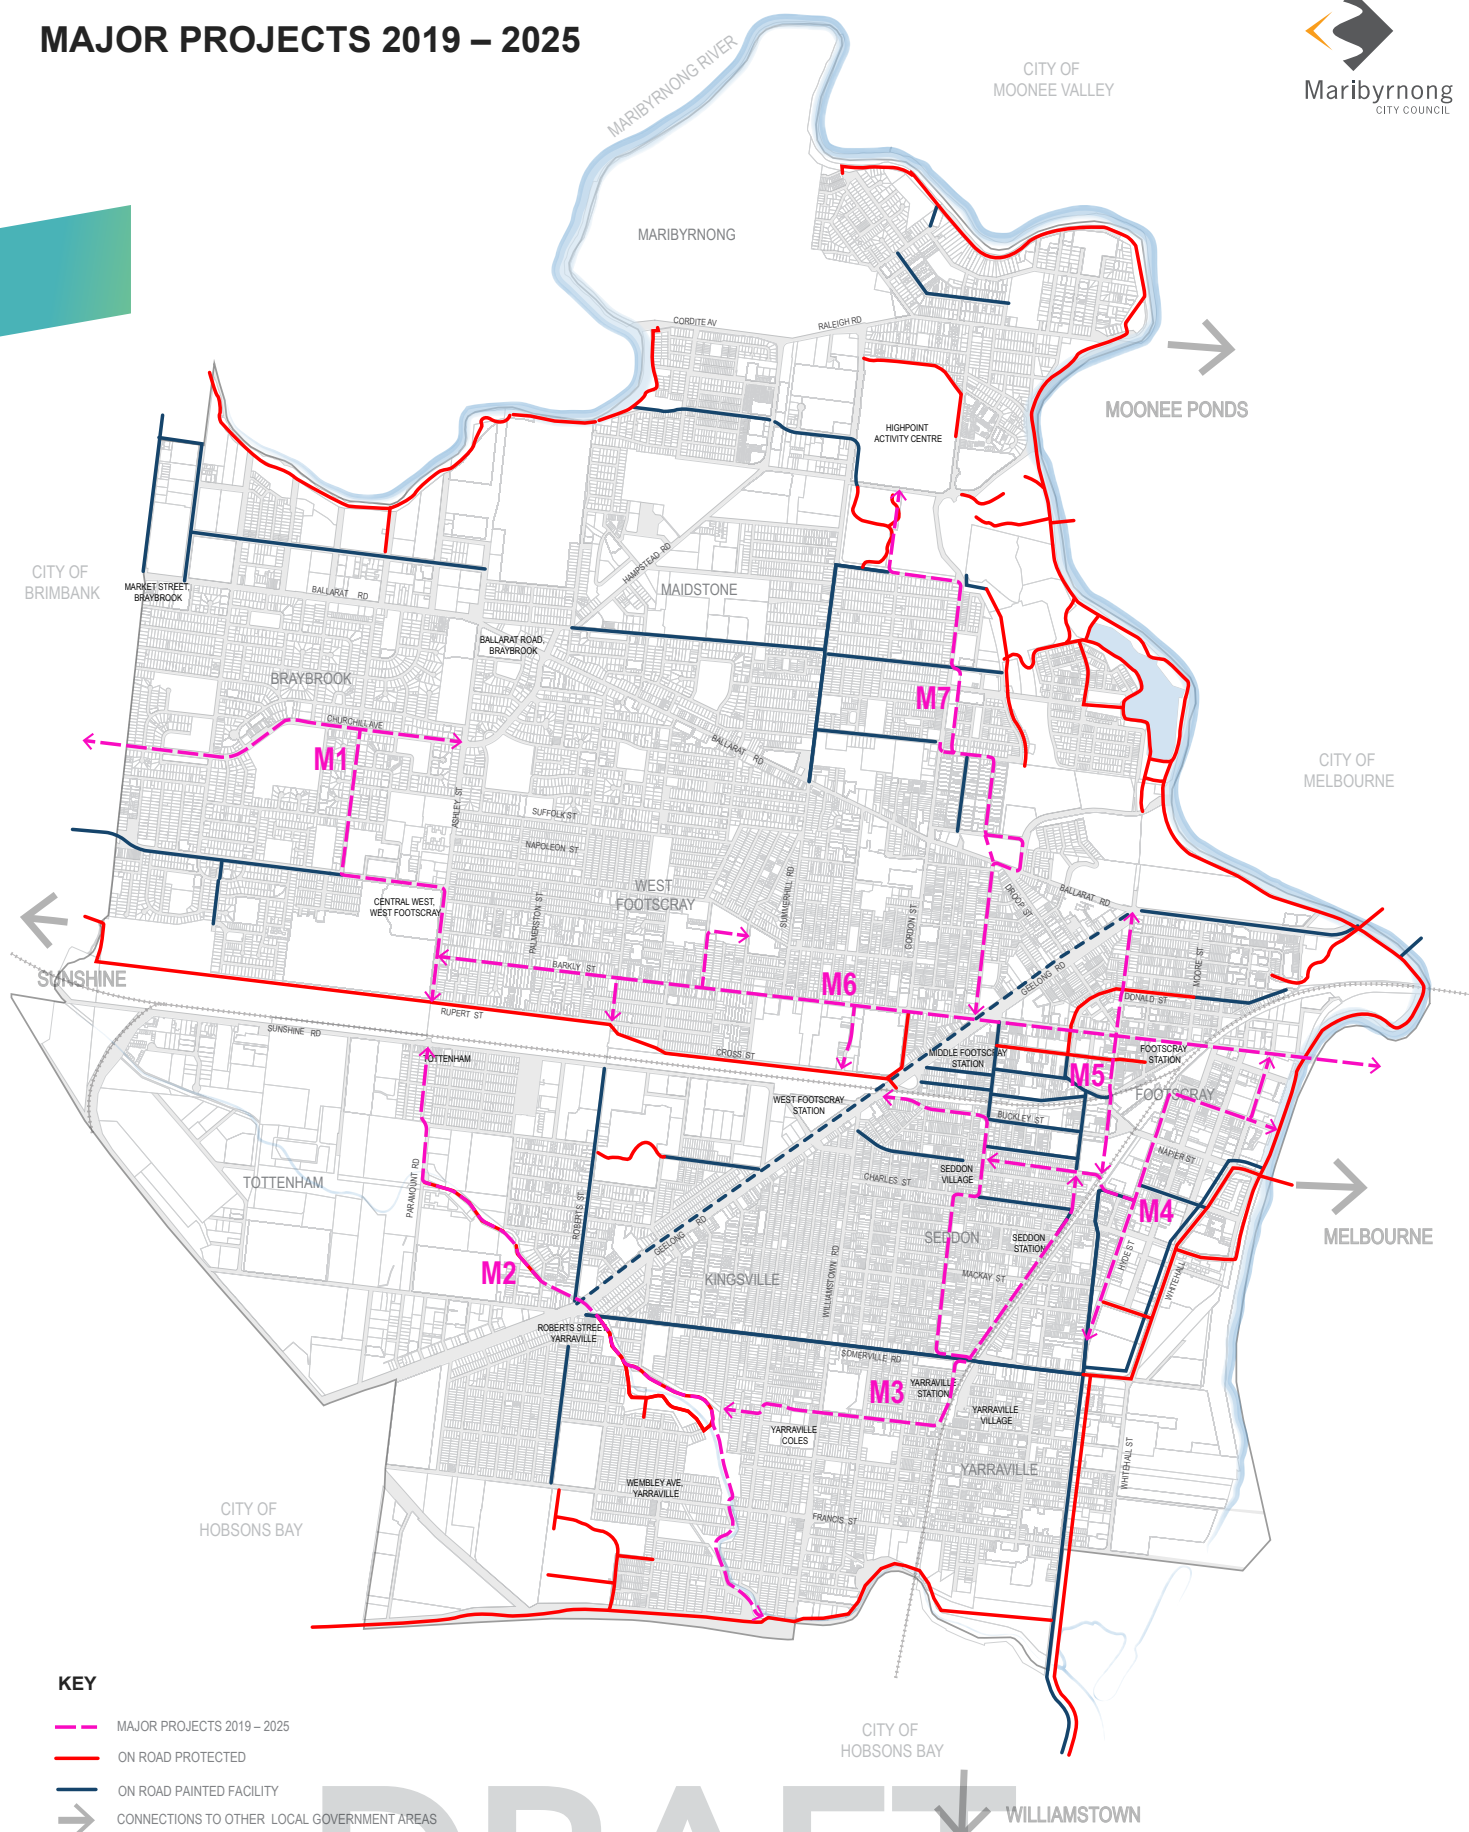 MAJOR PROJECTS 2019 – 2025
Maribyrnong
CITY COUNCIL
MARIBYRNONG RIVER
CITY OF
MOONEE VALLEY
MARIBYRNONG
CORDITE AV
RALEIGH RD
MOONEE PONDS
HIGHPOINT
ACTIVITY CENTRE
CITY OF
BRIMBANK
MARKET STREET,
BRAYBROOK
BALLARAT RD
HAMPSTEAD RD
MAIDSTONE
BALLARAT ROAD,
BRAYBROOK
BRAYBROOK
M7
CHURCHILL AVE
M1
BALLARAT RD
CITY OF
MELBOURNE
ASHLEY ST
SUFFOLK ST
NAPOLEON ST
WEST
FOOTSCRAY
SUMMERHILL RD
CENTRAL WEST,
WEST FOOTSCRAY
PALMERSTON ST
GORDON ST
DROOP ST
BALLARAT RD
SUNSHINE
BARKLY ST
M6
GEELONG RD
MOORE ST
DONALD ST
RUPERT ST
SUNSHINE RD
TOTTENHAM
CROSS ST
MIDDLE FOOTSCRAY
STATION
FOOTSCRAY
STATION
M5
FOOTSCRAY
WEST FOOTSCRAY
STATION
BUCKLEY ST
NAPIER ST
TOTTENHAM
PARAMOUNT RD
CHARLES ST
SEDDON
VILLAGE
MELBOURNE
M4
ROBERTS ST
GEELONG RD
SEDDON
SEDDON
STATION
HYDE ST
WHITEHALL
M2
KINGSVILLE
WILLIAMSTOWN RD
MACKAY ST
ROBERTS STREET,
YARRAVILLE
SOMERVILLE RD
M3
YARRAVILLE
STATION
YARRAVILLE
VILLAGE
YARRAVILLE
COLES
WEMBLEY AVE,
YARRAVILLE
YARRAVILLE
WHITEHALL ST
FRANCIS ST
CITY OF
HOBSONS BAY
KEY
MAJOR PROJECTS 2019 – 2025
ON ROAD PROTECTED
ON ROAD PAINTED FACILITY
CONNECTIONS TO OTHER LOCAL GOVERNMENT AREAS
CITY OF
HOBSONS BAY
WILLIAMSTOWN
DRAFT